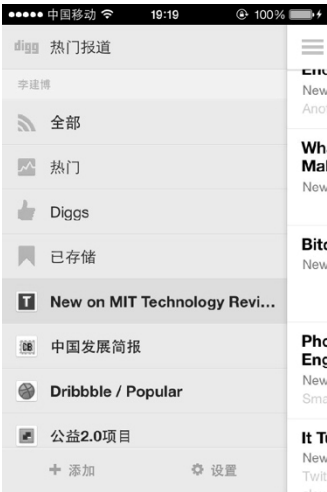 中国移动 19:19 100%
digg 热门报道
李建博
全部
热门
Diggs
已存储
New on MIT Technology Revi...
中国发展简报
Dribbble / Popular
公益2.0项目
添加 设置
New
Ano
Wha
Mal
New
Bitc
New
Pho
Eng
New
Sma
It Tu
New
Twit